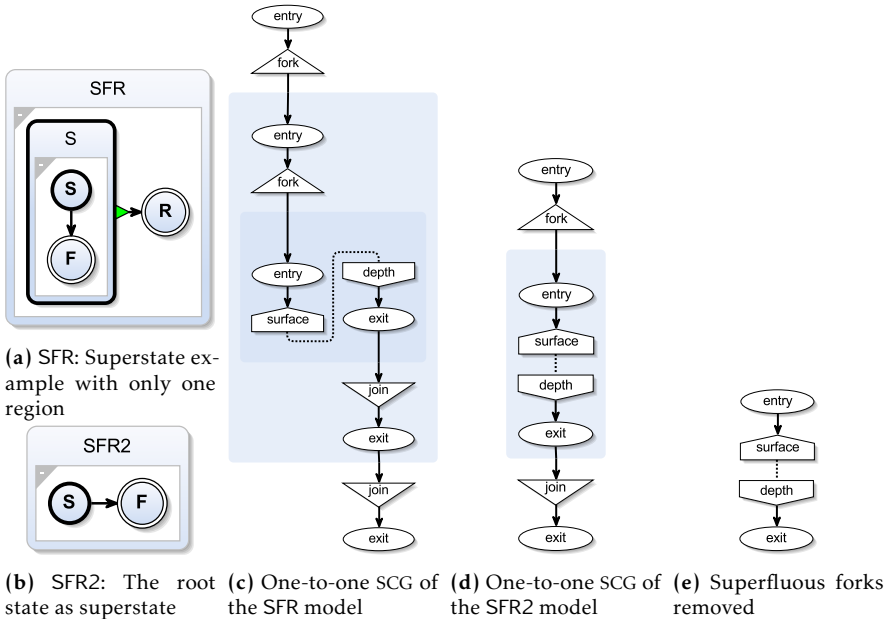 SFR
-
S
-
S
F
R
(a) SFR: Superstate ex-
ample with only one
region
SFR2
-
S
F
(b) SFR2: The root
state as superstate
entry
fork
entry
fork
entry
surface
depth
exit
join
exit
join
exit
(c) One-to-one SCG of
the SFR model
entry
fork
entry
surface
depth
exit
join
exit
(d) One-to-one SCG of
the SFR2 model
entry
surface
depth
exit
(e) Superfluous forks
removed